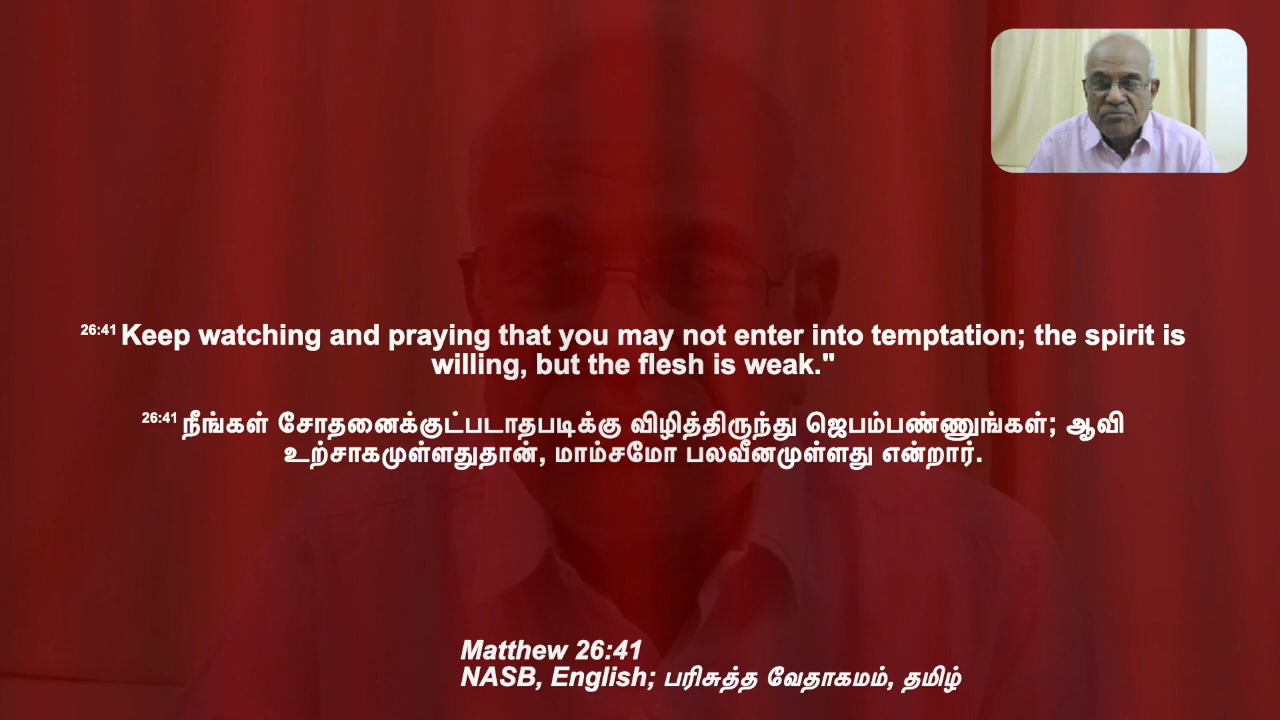 26:41 Keep watching and praying that you may not enter into temptation; the spirit is
willing, but the flesh is weak."
26:41 நீங்கள் சோதனைக்குட்படாதபடிக்கு விழித்திருந்து ஜெபம்பண்ணுங்கள்; ஆவி
உற்சாகமுள்ளதுதான், மாம்சமோ பலவீனமுள்ளது என்றார்.
Matthew 26:41
NASB, English; பரிசுத்த வேதாகமம், தமிழ்